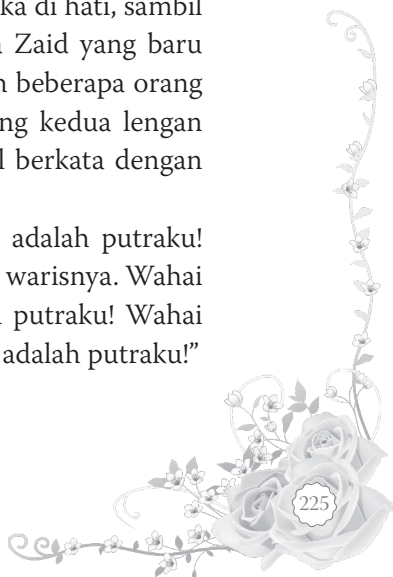 ka di hati, sambil
Zaid yang baru
beberapa orang
ng kedua lengan
berkata dengan
adalah putraku!
warisnya. Wahai
putraku! Wahai
adalah putraku!”
225